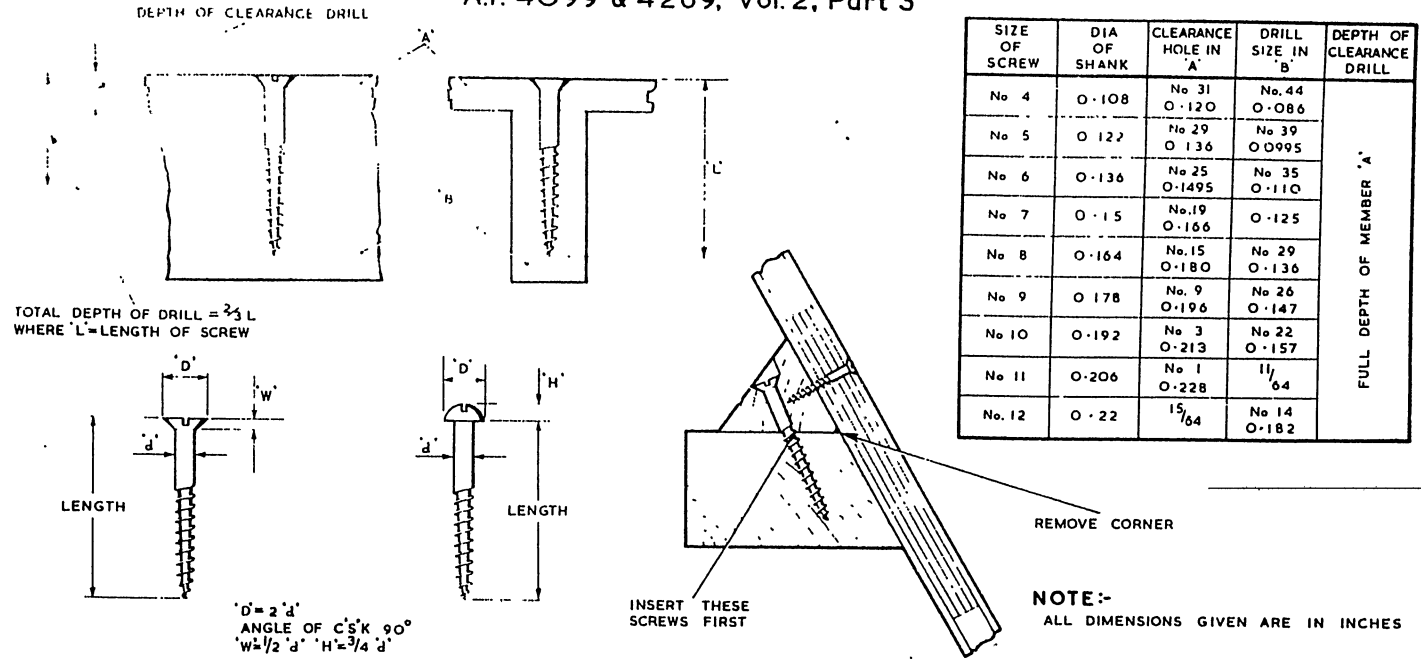 A.P. 4099 & 4269, Vol. 2, Part 3
DEPTH OF CLEARANCE DRILL
'A'
'B
'L'
TOTAL DEPTH OF DRILL = 2/3 L
WHERE 'L'=LENGTH OF SCREW
'D'
'W'
'd'
LENGTH
'D'
'H'
'd'
LENGTH
'D'= 2 'd'
ANGLE OF C'S'K 90°
'W'=1/2 'd' 'H'=3/4 'd'
INSERT THESE
SCREWS FIRST
REMOVE CORNER
SIZE OF SCREW | DIA OF SHANK | CLEARANCE HOLE IN 'A' | DRILL SIZE IN 'B' | DEPTH OF CLEARANCE DRILL
No 4 | 0·108 | No 31 0·120 | No. 44 0·086
No 5 | 0 122 | No 29 0 136 | No 39 0 0995
No 6 | 0·136 | No 25 0·1495 | No 35 0·110
No 7 | 0·15 | No. 19 0·166 | 0·125
No 8 | 0·164 | No. 15 0·180 | No 29 0·136
No 9 | 0 178 | No. 9 0·196 | No 26 0·147
No 10 | 0·192 | No 3 0·213 | No 22 0·157
No 11 | 0·206 | No 1 0·228 | 11/64
No. 12 | 0·22 | 15/64 | No 14 0·182
FULL DEPTH OF MEMBER 'A'
NOTE:-
ALL DIMENSIONS GIVEN ARE IN INCHES